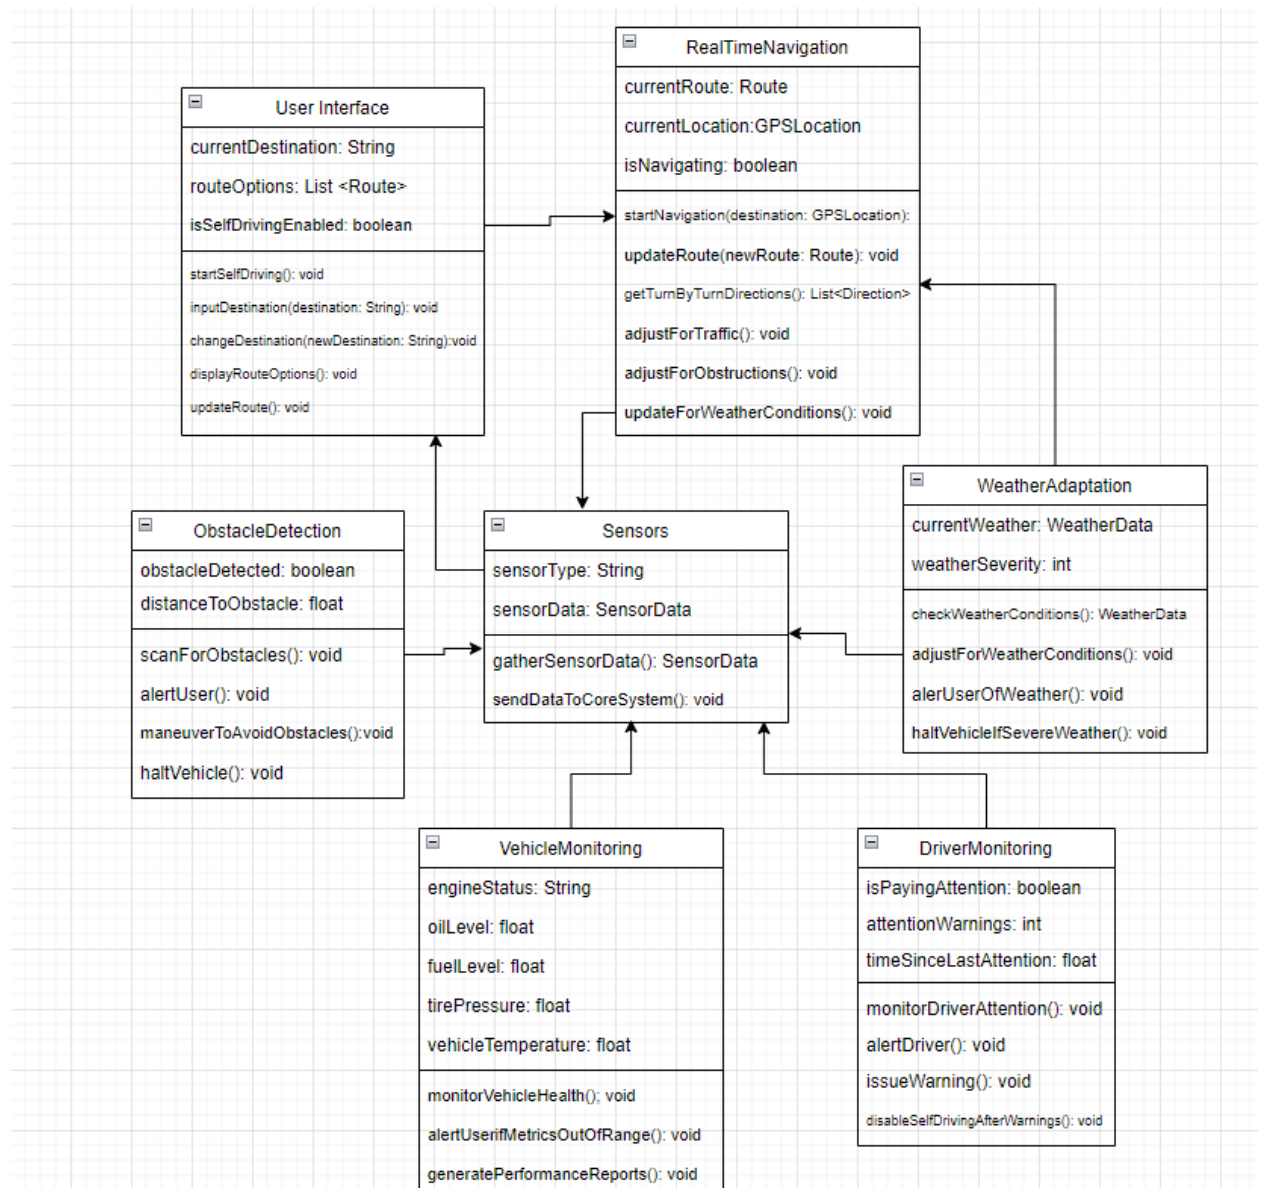 RealTimeNavigation
currentRoute: Route
currentLocation:GPSLocation
isNavigating: boolean
startNavigation(destination: GPSLocation):
updateRoute(newRoute: Route): void
getTurnByTurnDirections(): List<Direction>
adjustForTraffic(): void
adjustForObstructions(): void
updateForWeatherConditions(): void
User Interface
currentDestination: String
routeOptions: List <Route>
isSelfDrivingEnabled: boolean
startSelfDriving(): void
inputDestination(destination: String): void
changeDestination(newDestination: String):void
displayRouteOptions(): void
updateRoute(): void
WeatherAdaptation
currentWeather: WeatherData
weatherSeverity: int
checkWeatherConditions(): WeatherData
adjustForWeatherConditions(): void
alerUserOfWeather(): void
haltVehicleIfSevereWeather(): void
ObstacleDetection
obstacleDetected: boolean
distanceToObstacle: float
scanForObstacles(): void
alertUser(): void
maneuverToAvoidObstacles():void
haltVehicle(): void
Sensors
sensorType: String
sensorData: SensorData
gatherSensorData(): SensorData
sendDataToCoreSystem(): void
VehicleMonitoring
engineStatus: String
oilLevel: float
fuelLevel: float
tirePressure: float
vehicleTemperature: float
monitorVehicleHealth(); void
alertUserifMetricsOutOfRange(): void
generatePerformanceReports(): void
DriverMonitoring
isPayingAttention: boolean
attentionWarnings: int
timeSinceLastAttention: float
monitorDriverAttention(): void
alertDriver(): void
issueWarning(): void
disableSelfDrivingAfterWarnings(): void